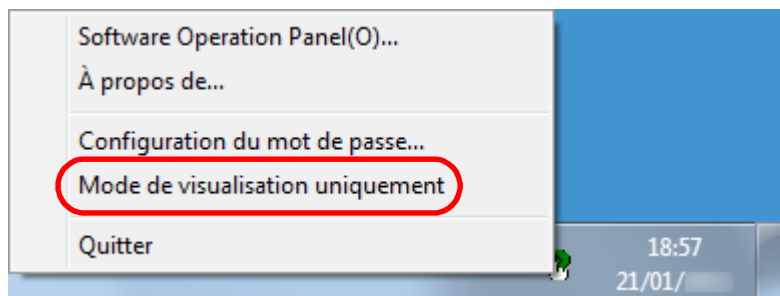 Software Operation Panel(O)...
À propos de...
Configuration du mot de passe...
Mode de visualisation uniquement
Quitter
18:57
21/01/